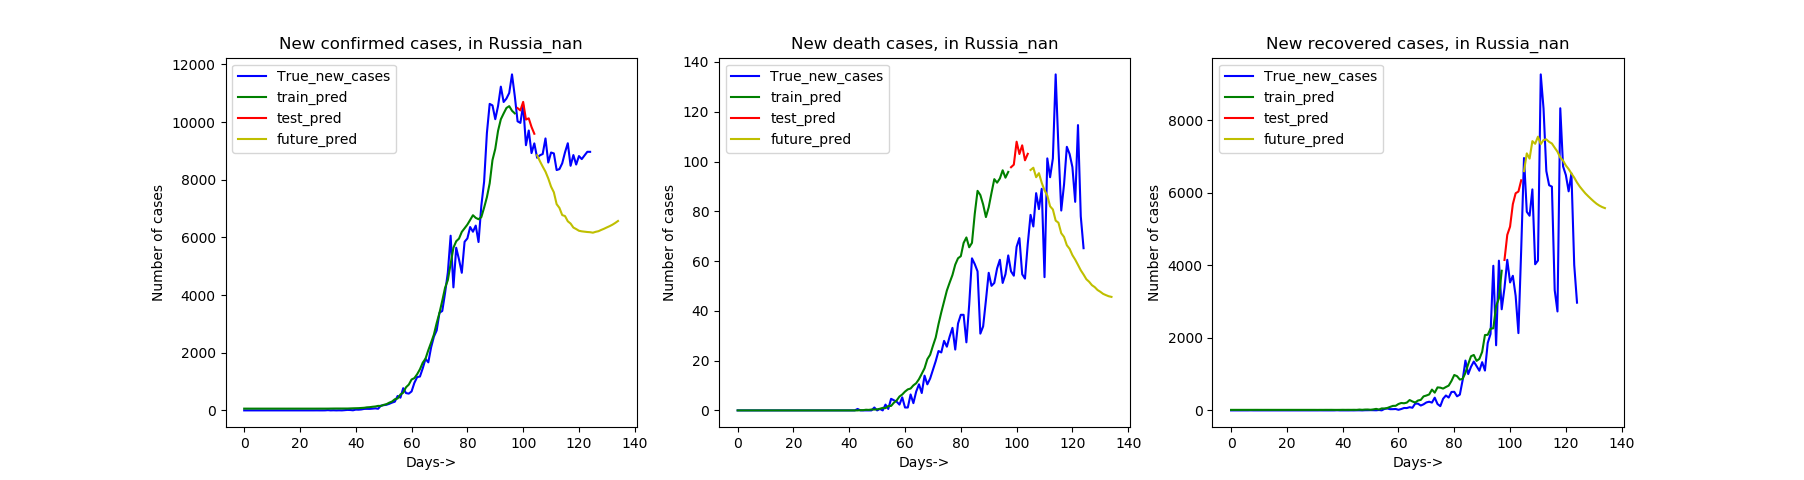 New confirmed cases, in Russia_nan
12000
10000
8000
6000
4000
2000
0
Number of cases
True_new_cases
train_pred
test_pred
future_pred
0 20 40 60 80 100 120 140
Days->
New death cases, in Russia_nan
140
120
100
80
60
40
20
0
Number of cases
True_new_cases
train_pred
test_pred
future_pred
0 20 40 60 80 100 120 140
Days->
New recovered cases, in Russia_nan
8000
6000
4000
2000
0
Number of cases
True_new_cases
train_pred
test_pred
future_pred
0 20 40 60 80 100 120 140
Days->